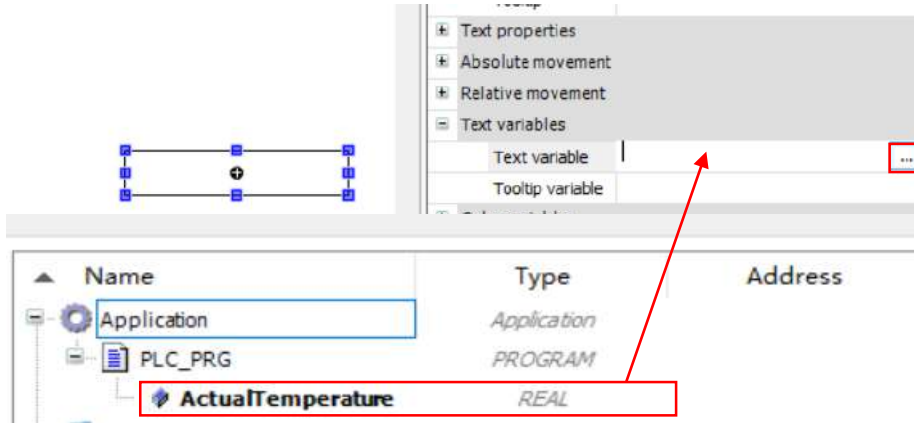 Text properties
Absolute movement
Relative movement
Text variables
Text variable
...
Tooltip variable
Name Type Address
Application Application
PLC_PRG PROGRAM
ActualTemperature REAL